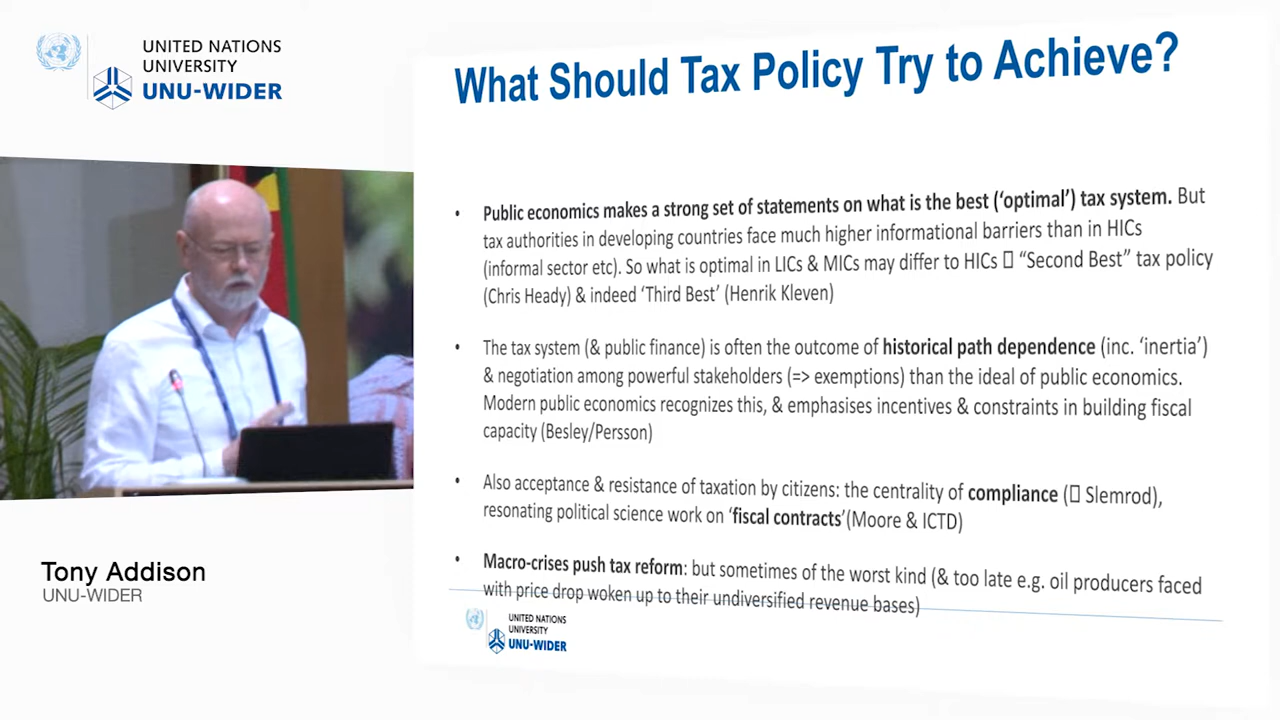 UNITED NATIONS
UNIVERSITY
UNU-WIDER
What Should Tax Policy Try to Achieve?
• Public economics makes a strong set of statements on what is the best (‘optimal’) tax system. But
tax authorities in developing countries face much higher informational barriers than in HICs
(informal sector etc). So what is optimal in LICs & MICs may differ to HICs □ “Second Best” tax policy
(Chris Heady) & indeed ‘Third Best’ (Henrik Kleven)
• The tax system (& public finance) is often the outcome of historical path dependence (inc. ‘inertia’)
& negotiation among powerful stakeholders (=> exemptions) than the ideal of public economics.
Modern public economics recognizes this, & emphasises incentives & constraints in building fiscal
capacity (Besley/Persson)
• Also acceptance & resistance of taxation by citizens: the centrality of compliance (□ Slemrod),
resonating political science work on ‘fiscal contracts’(Moore & ICTD)
• Macro-crises push tax reform: but sometimes of the worst kind (& too late e.g. oil producers faced
with price drop woken up to their undiversified revenue bases)
UNITED NATIONS
UNIVERSITY
UNU-WIDER
Tony Addison
UNU-WIDER